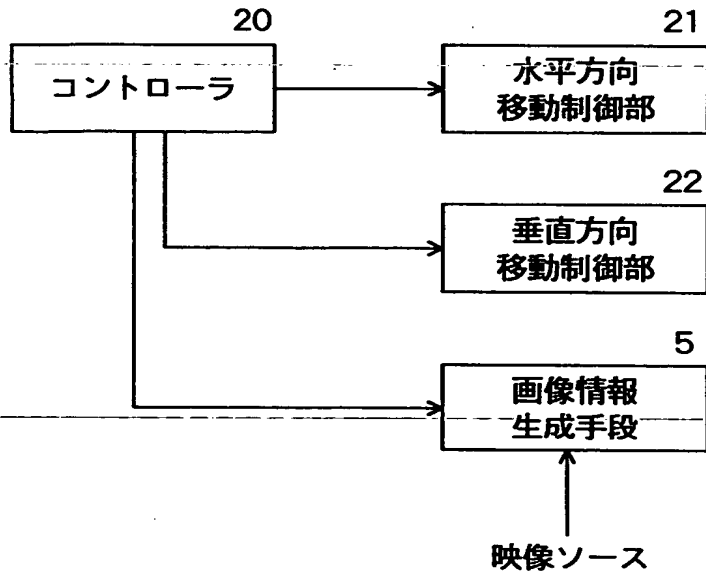 20
コントローラ
21
水平方向
移動制御部
22
垂直方向
移動制御部
5
画像情報
生成手段
映像ソース